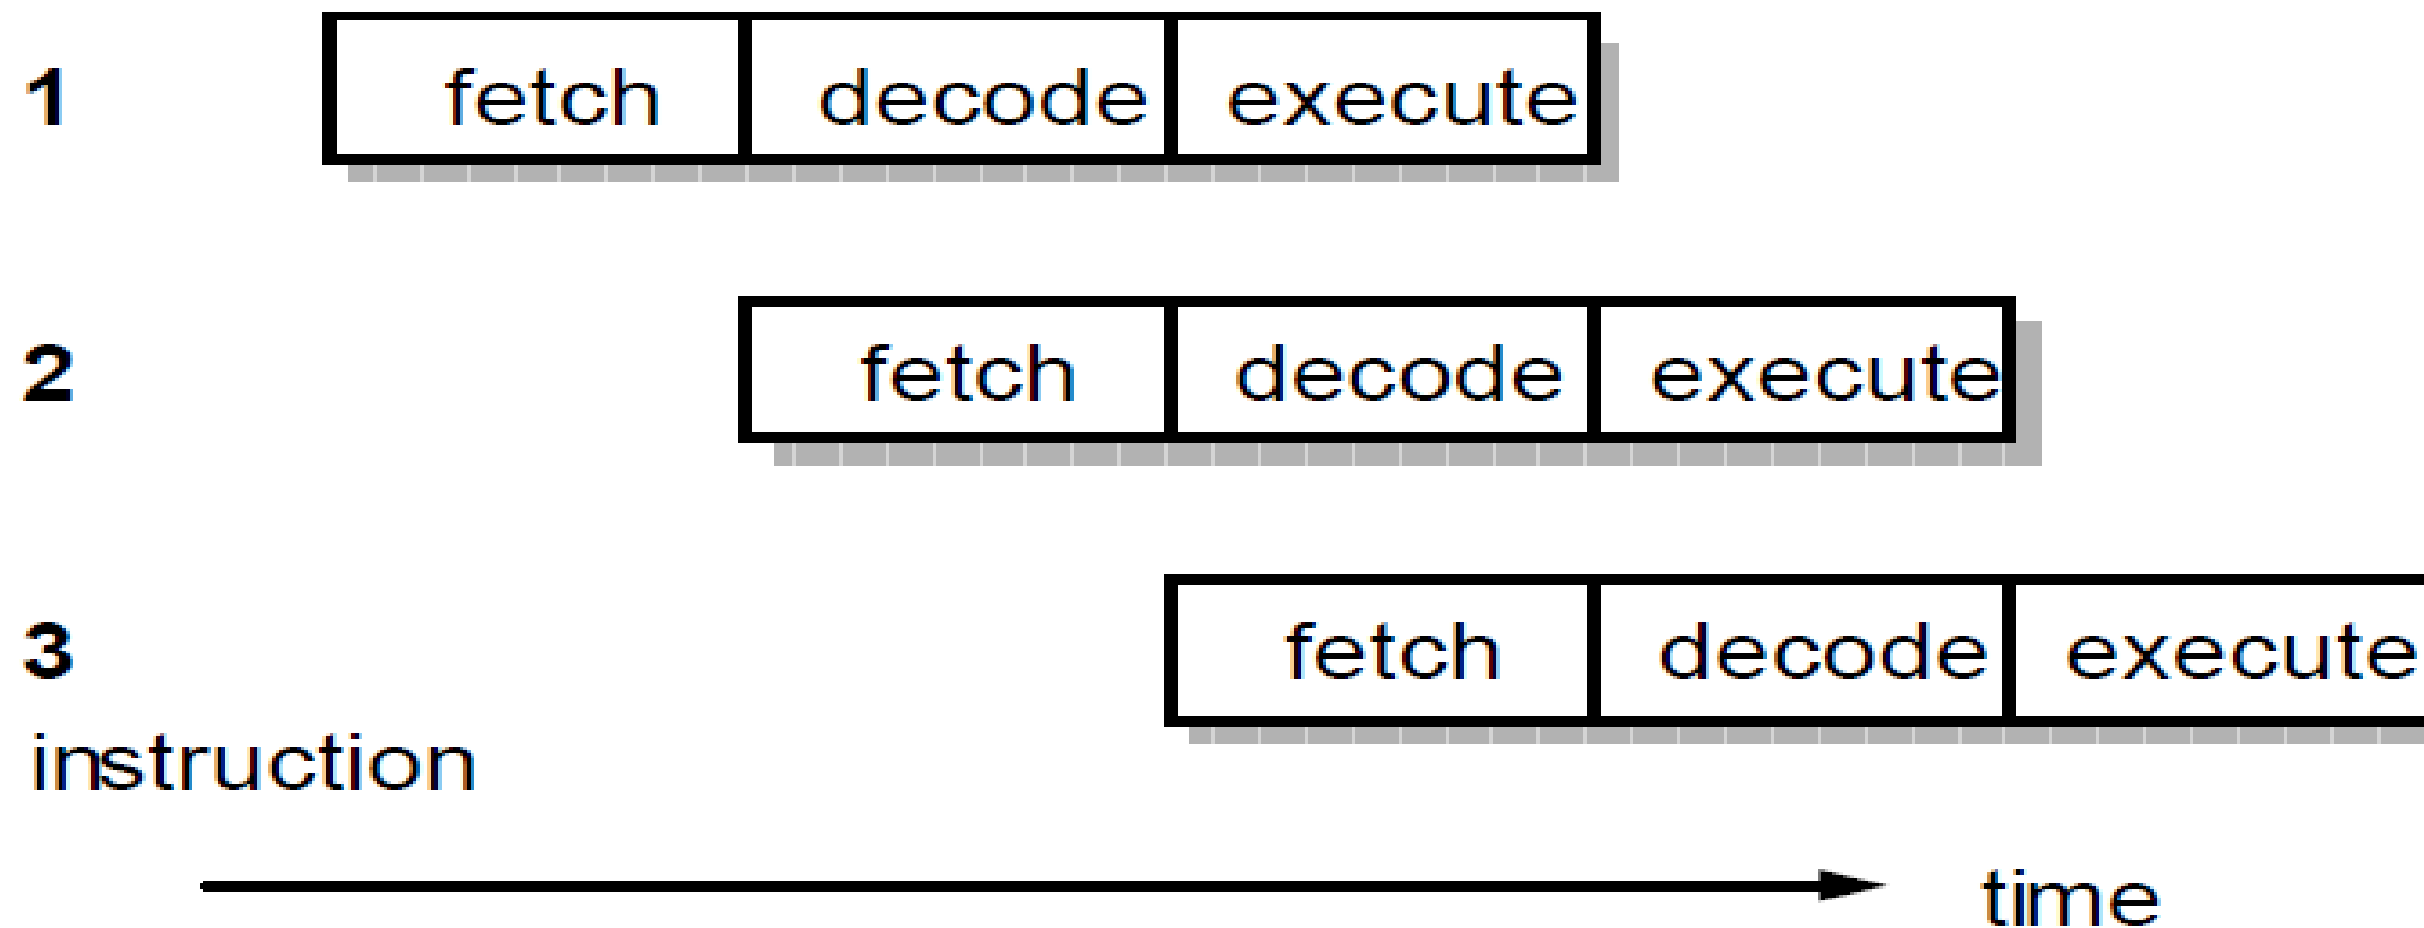 1 fetch decode execute
2 fetch decode execute
3 fetch decode execute
instruction
time